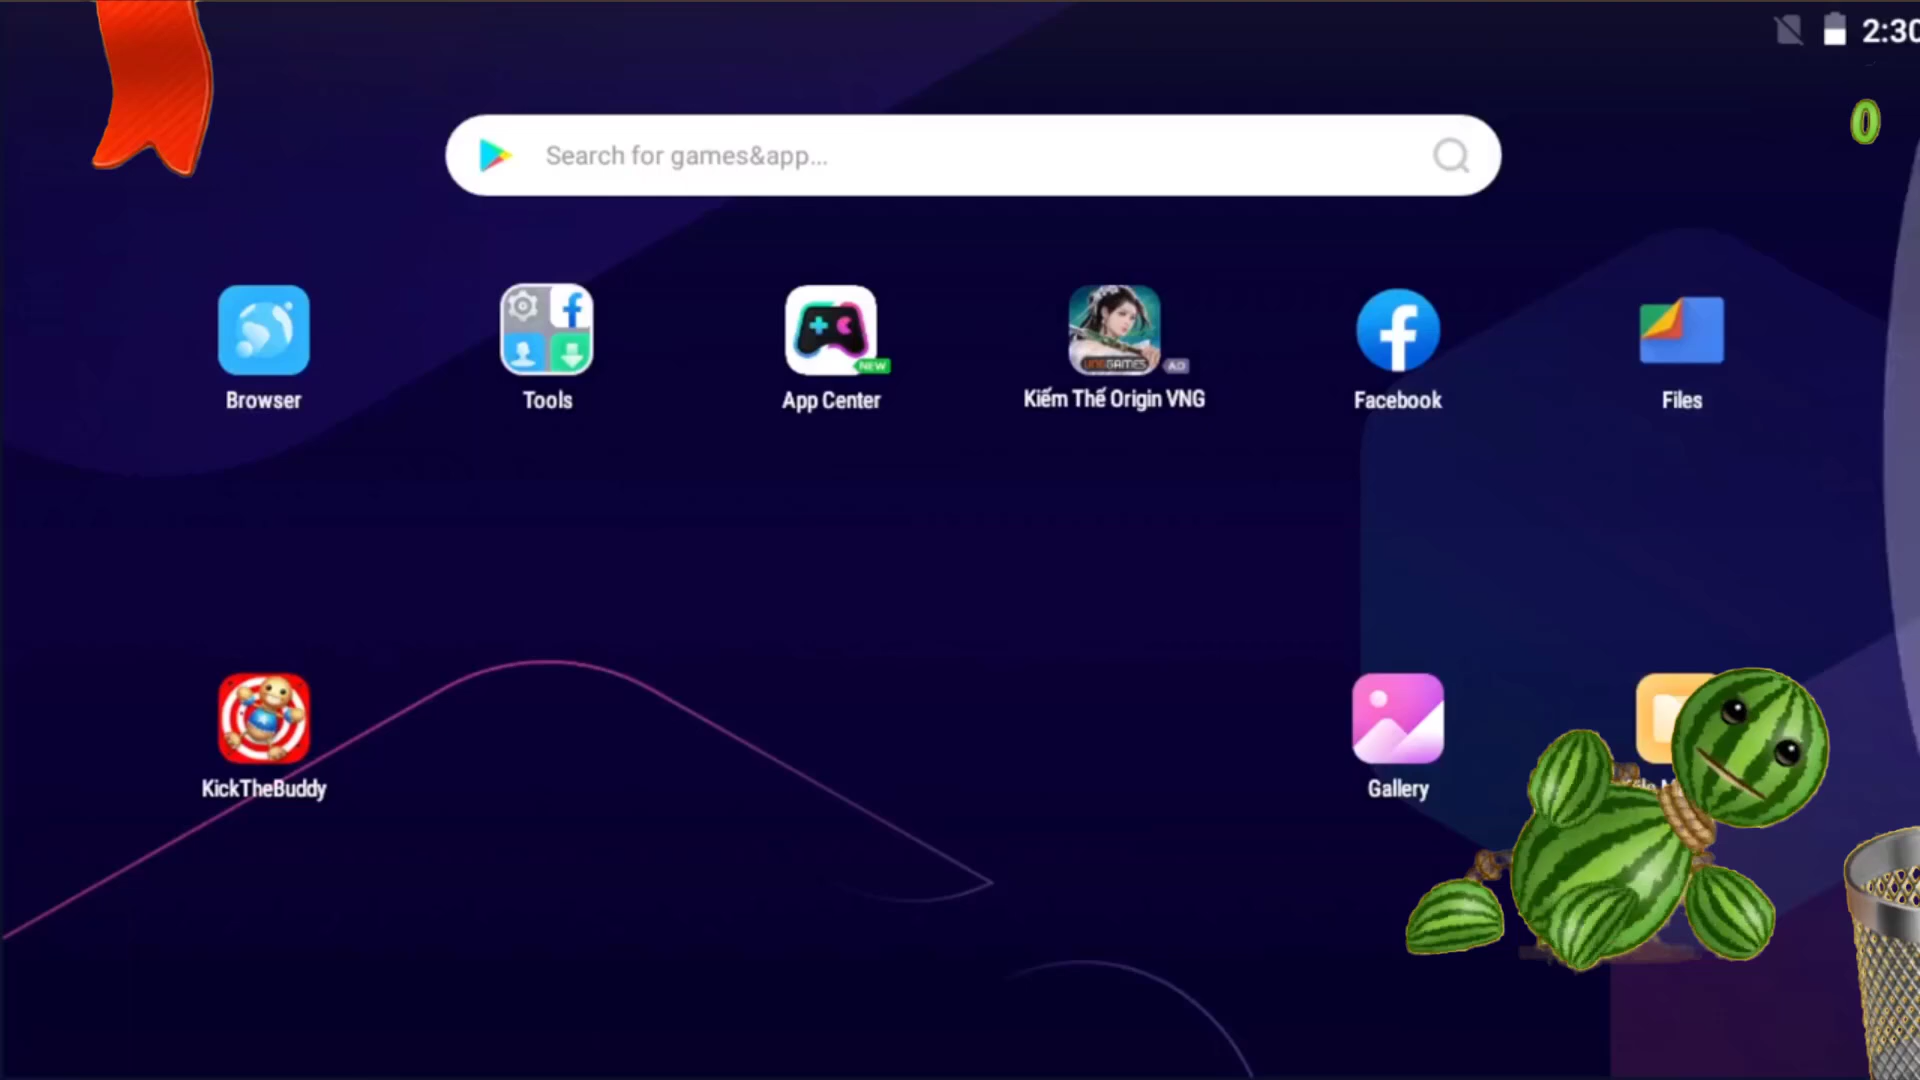 2:30
0
Search for games&app...
NEW
VNGGAMES
AD
Browser
Tools
App Center
Kiếm Thế Origin VNG
Facebook
Files
KickTheBuddy
Gallery